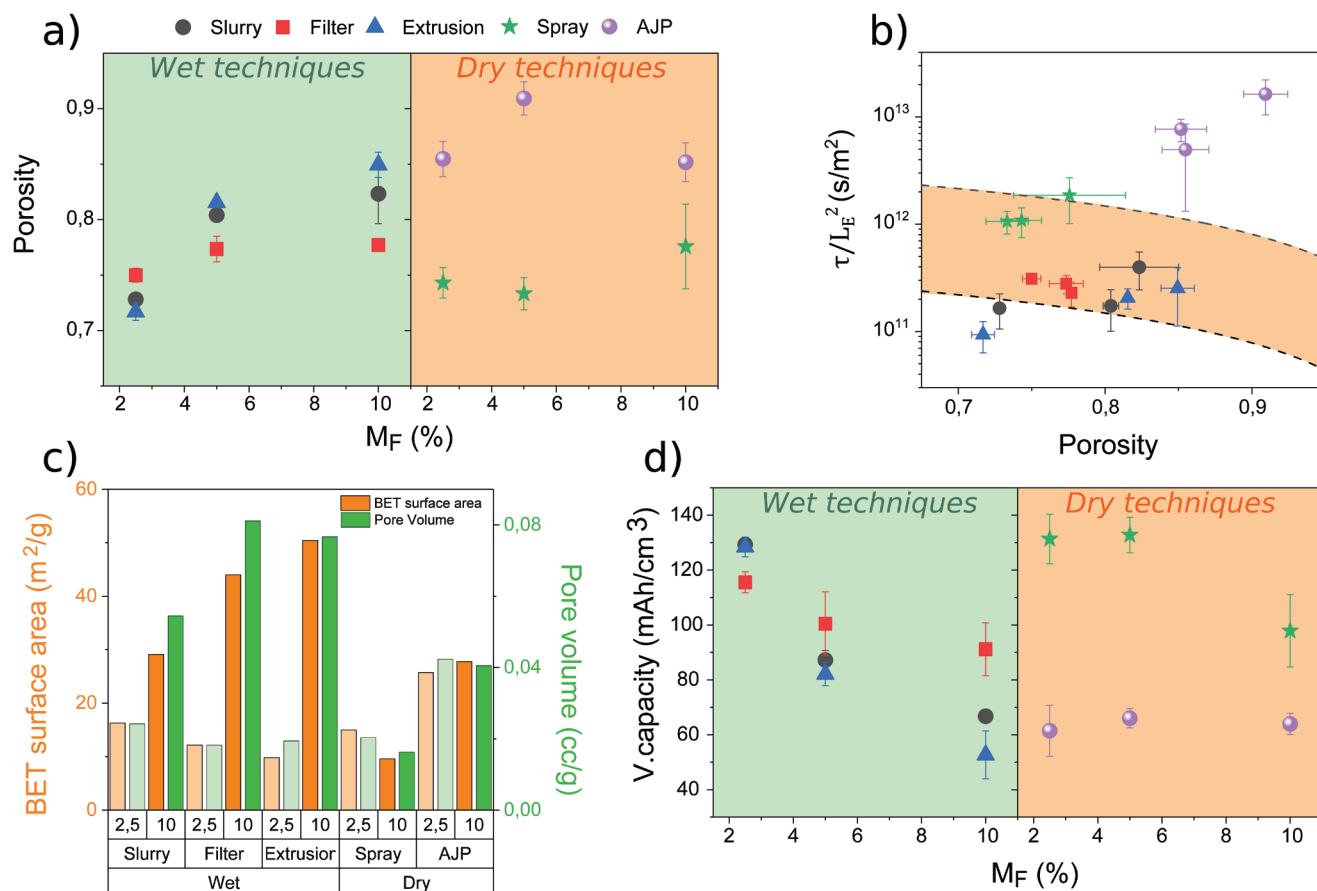 Slurry Filter Extrusion Spray AJP
a)
Wet techniques Dry techniques
0,9
0,8
0,7
Porosity
2 4 6 8 10 2 4 6 8 10
M_F (%)
b)
10^13
10^12
10^11
τ/L_E^2 (s/m^2)
0,7 0,8 0,9
Porosity
c)
60
40
20
0
BET surface area (m^2/g)
BET surface area
Pore Volume
0,08
0,04
0,00
Pore volume (cc/g)
2,5 10 2,5 10 2,5 10 2,5 10 2,5 10
Slurry Filter Extrusior Spray AJP
Wet Dry
d)
Wet techniques Dry techniques
140
120
100
80
60
40
V.capacity (mAh/cm^3)
2 4 6 8 10 2 4 6 8 10
M_F (%)